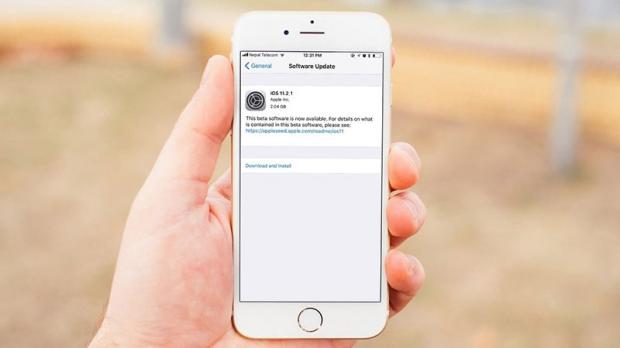 Nepal Telecom 12:31 PM
General Software Update
iOS 11.2.1
Apple Inc.
2.04 GB
This beta software is now available. For details on what
is contained in this beta software, please see:
https://appleseed.apple.com/readme/ios11
Download and Install